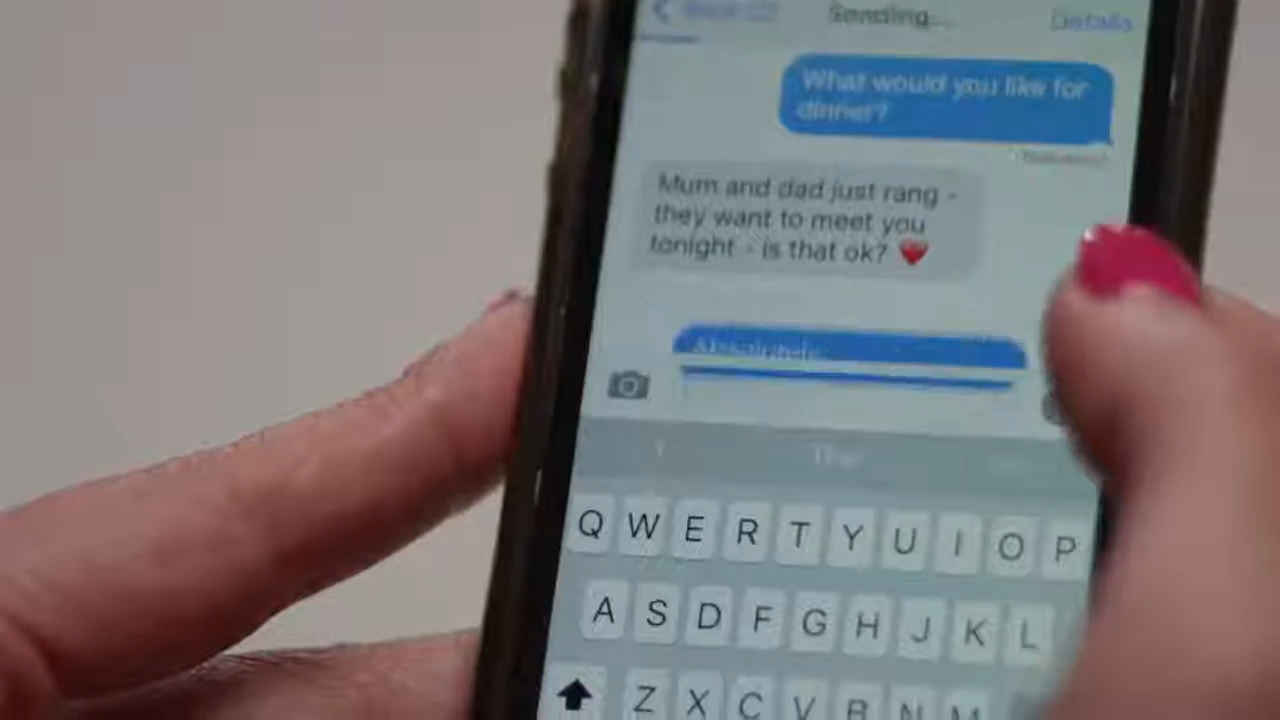 Sending...
Details
What would you like for
dinner?
Mum and dad just rang -
they want to meet you
tonight - is that ok? ❤️
Q W E R T Y U I O P
A S D F G H J K L
Z X C V B N M